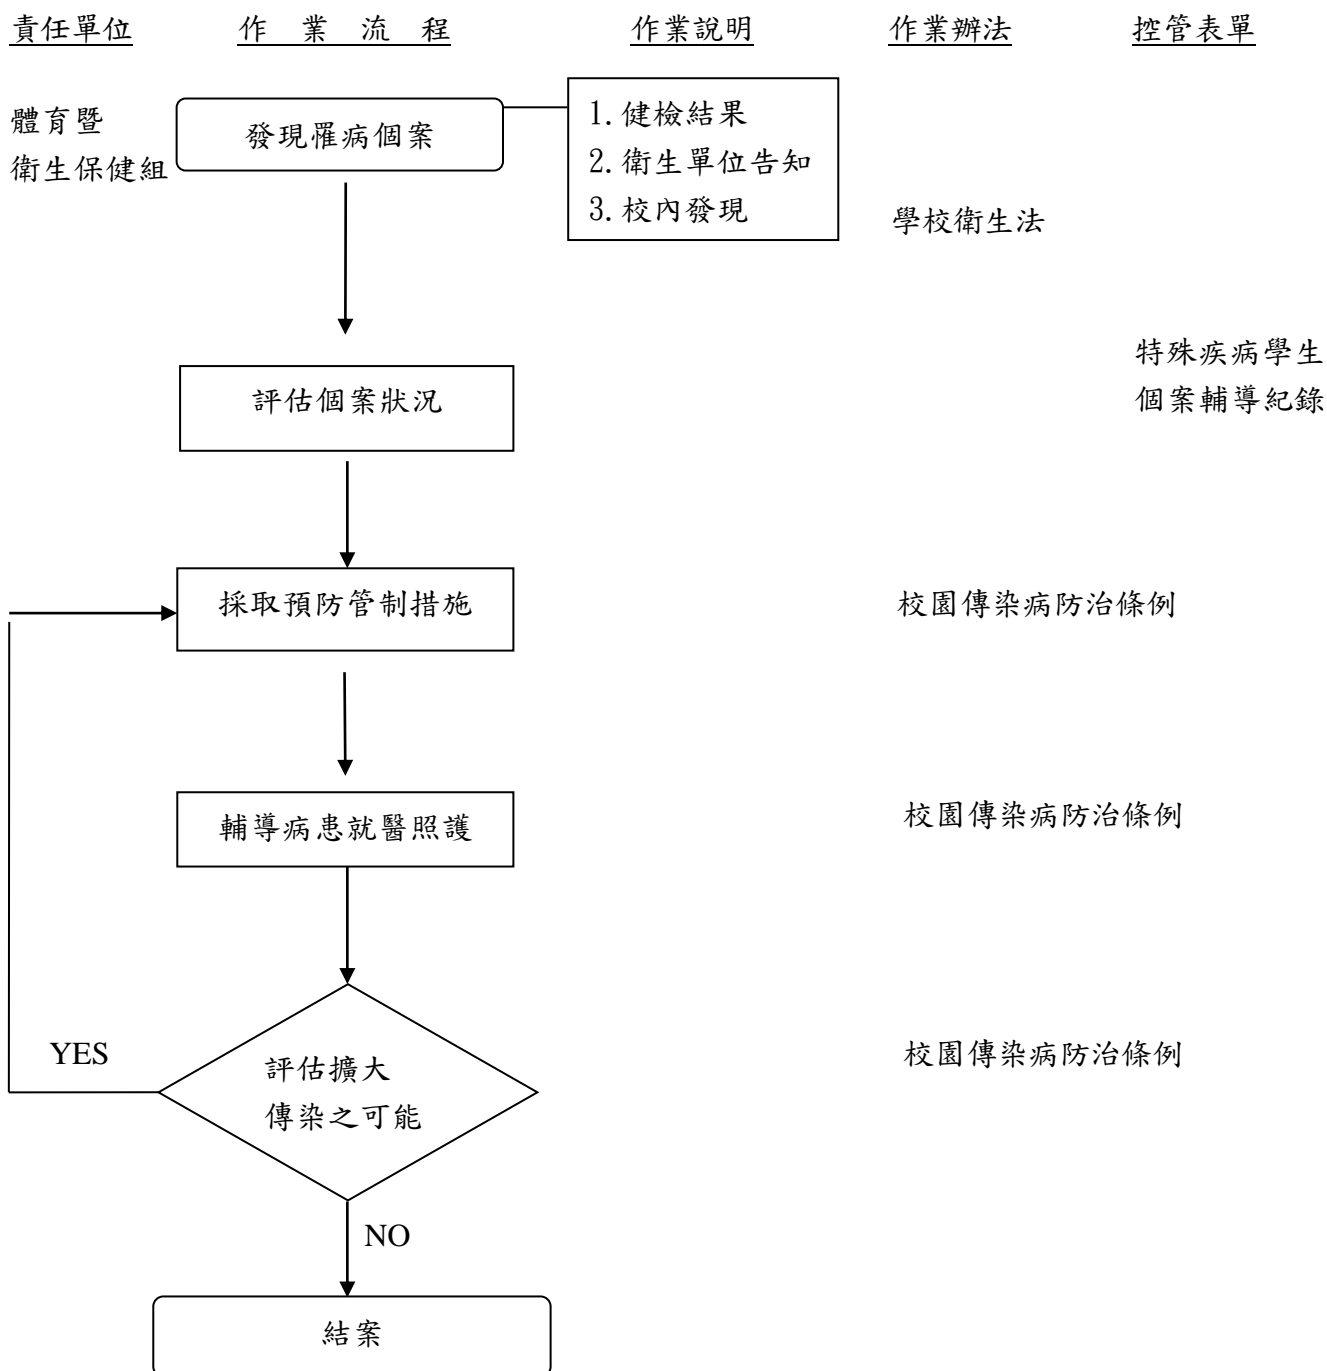 責任單位 作 業 流 程 作業說明 作業辦法 控管表單
體育暨
衛生保健組
發現罹病個案
1.健檢結果
2.衛生單位告知
3.校內發現
學校衛生法
特殊疾病學生
個案輔導紀錄
評估個案狀況
採取預防管制措施
校園傳染病防治條例
輔導病患就醫照護
校園傳染病防治條例
YES
評估擴大
傳染之可能
校園傳染病防治條例
NO
結案